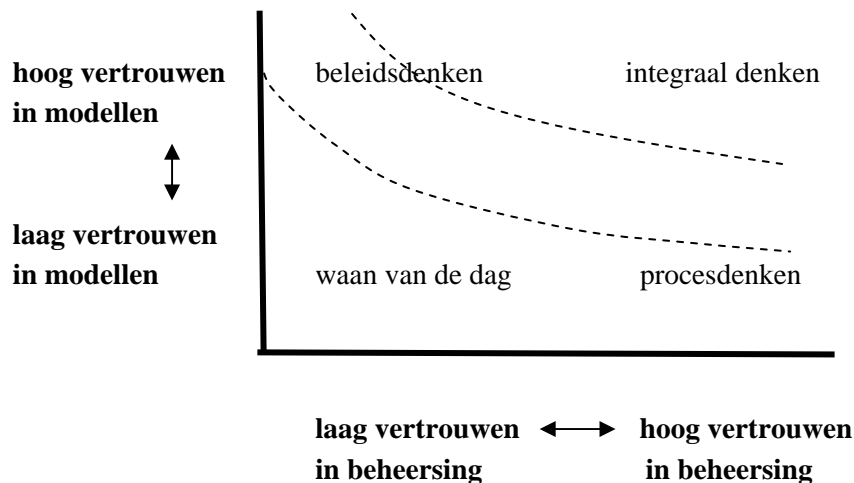 hoog vertrouwen
in modellen
beleidsdenken
integraal denken
laag vertrouwen
in modellen
waan van de dag
procesdenken
laag vertrouwen
in beheersing
hoog vertrouwen
in beheersing